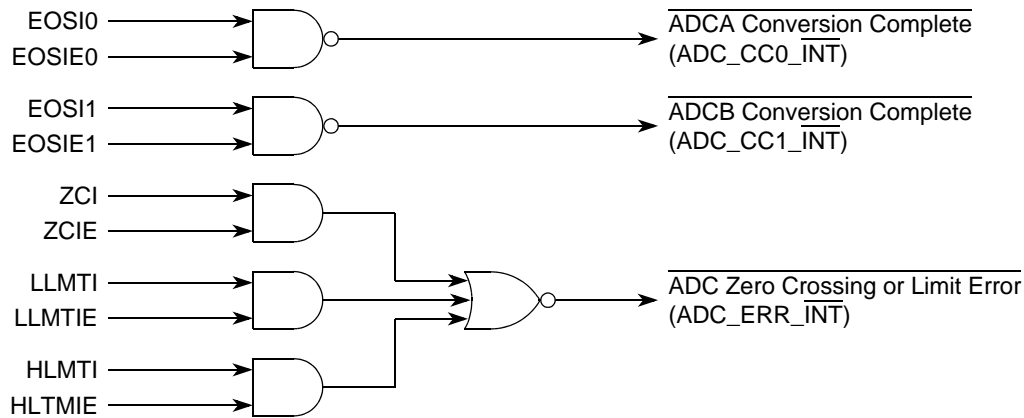 EOSI0
EOSIE0
ADCA Conversion Complete
(ADC_CC0_INT)
EOSI1
EOSIE1
ADCB Conversion Complete
(ADC_CC1_INT)
ZCI
ZCIE
LLMTI
LLMTIE
ADC Zero Crossing or Limit Error
(ADC_ERR_INT)
HLMTI
HLTMIE